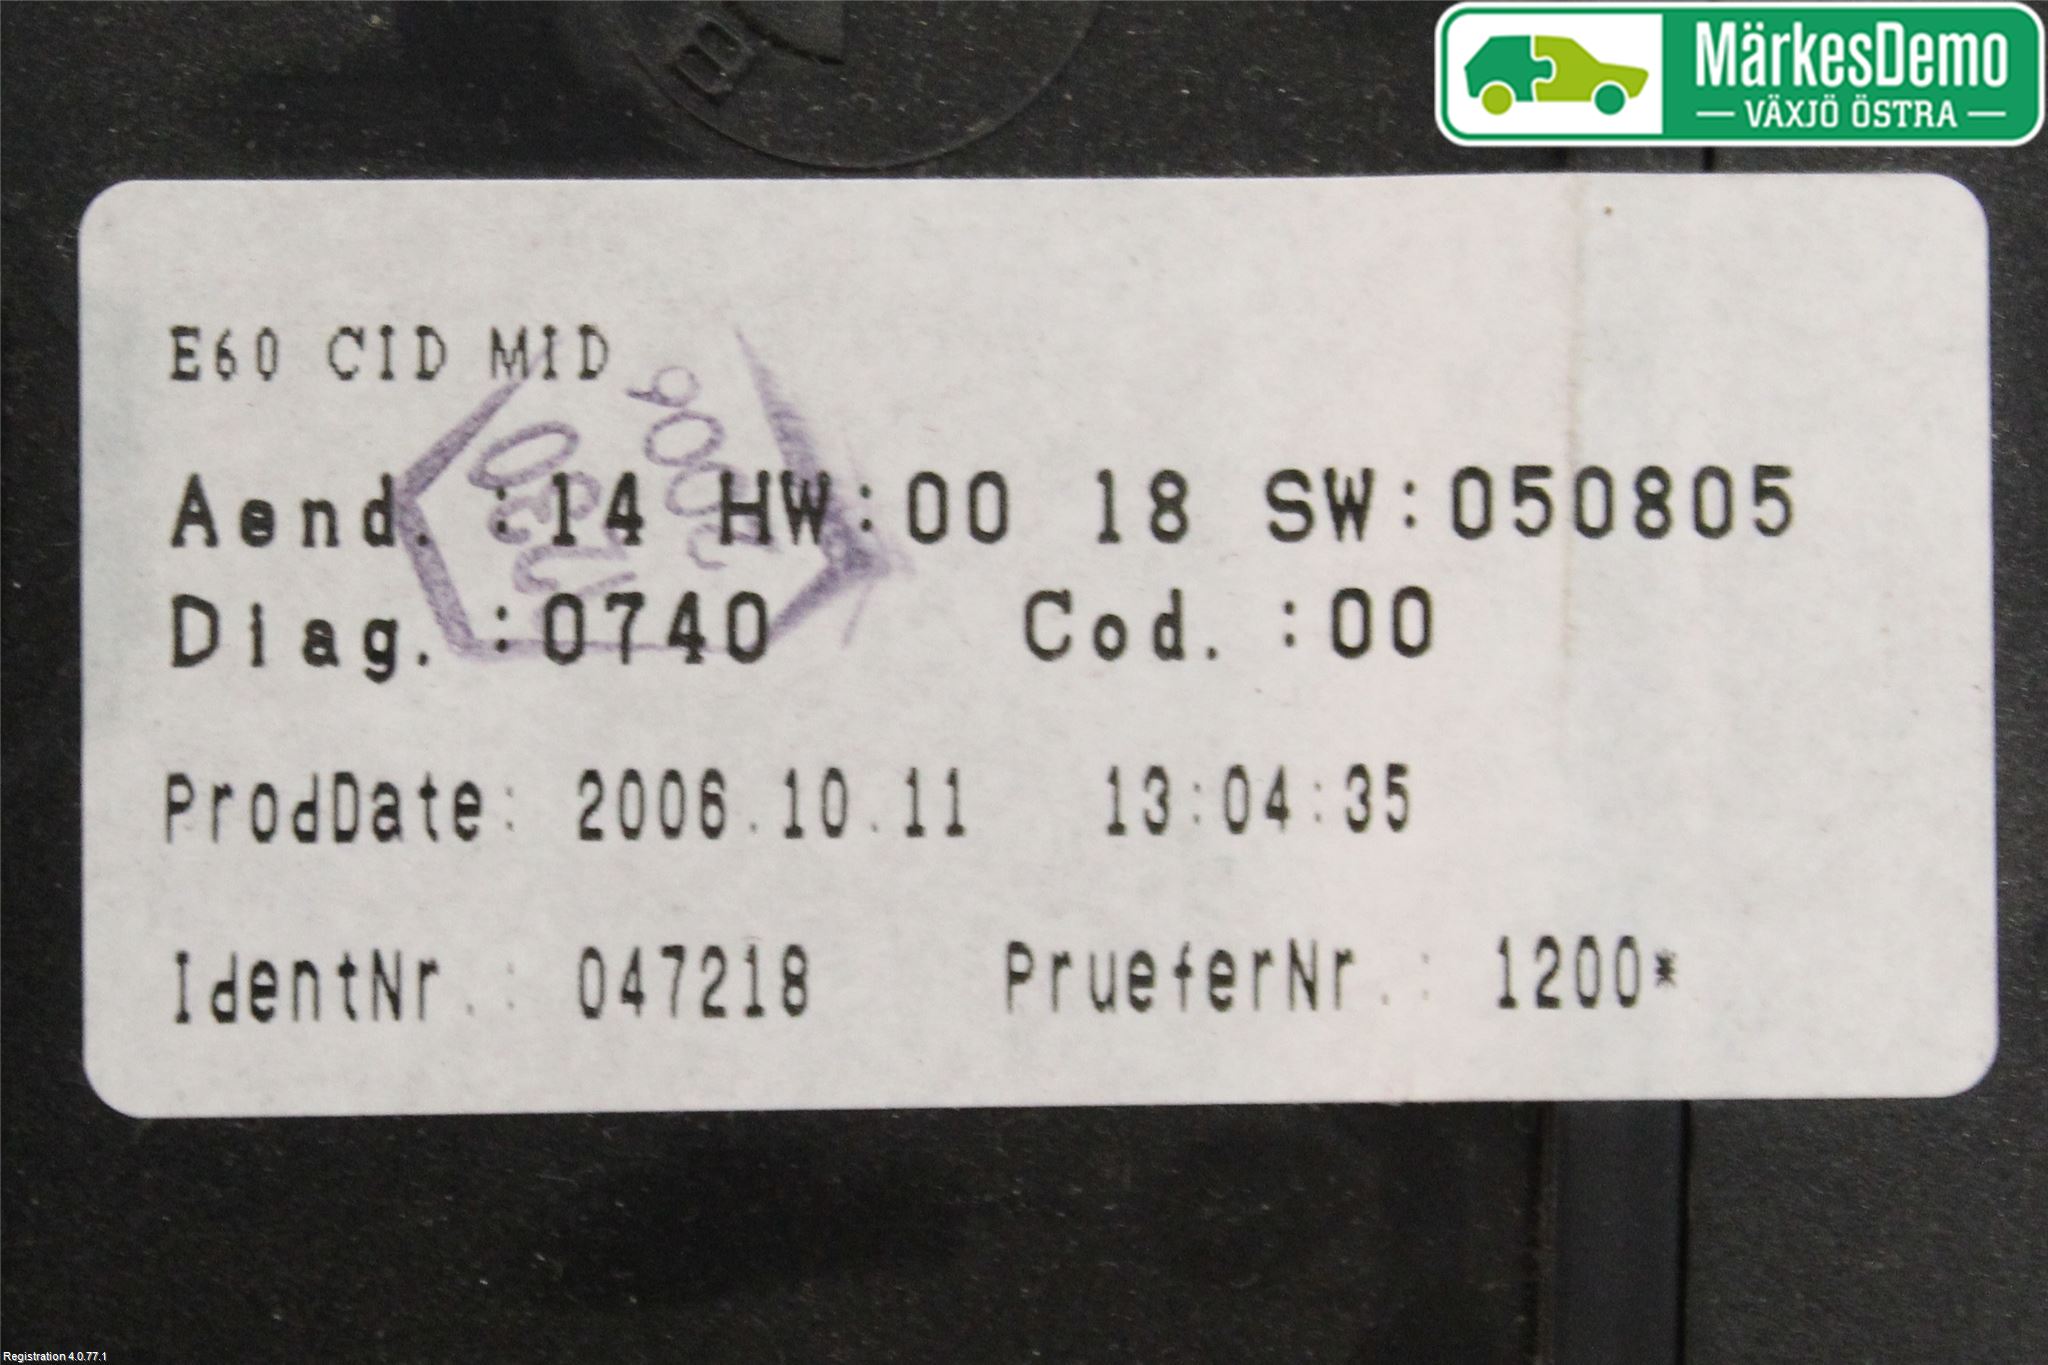 B
MärkesDemo
VÄXJÖ ÖSTRA
E60 CID MID
Aend. :14 HW:00 18 SW:050805
Diag. :0740 Cod. :00
ProdDate: 2006.10.11 13:04:35
IdentNr.: 047218 PrueferNr.: 1200*
Registration 4.0.77.1